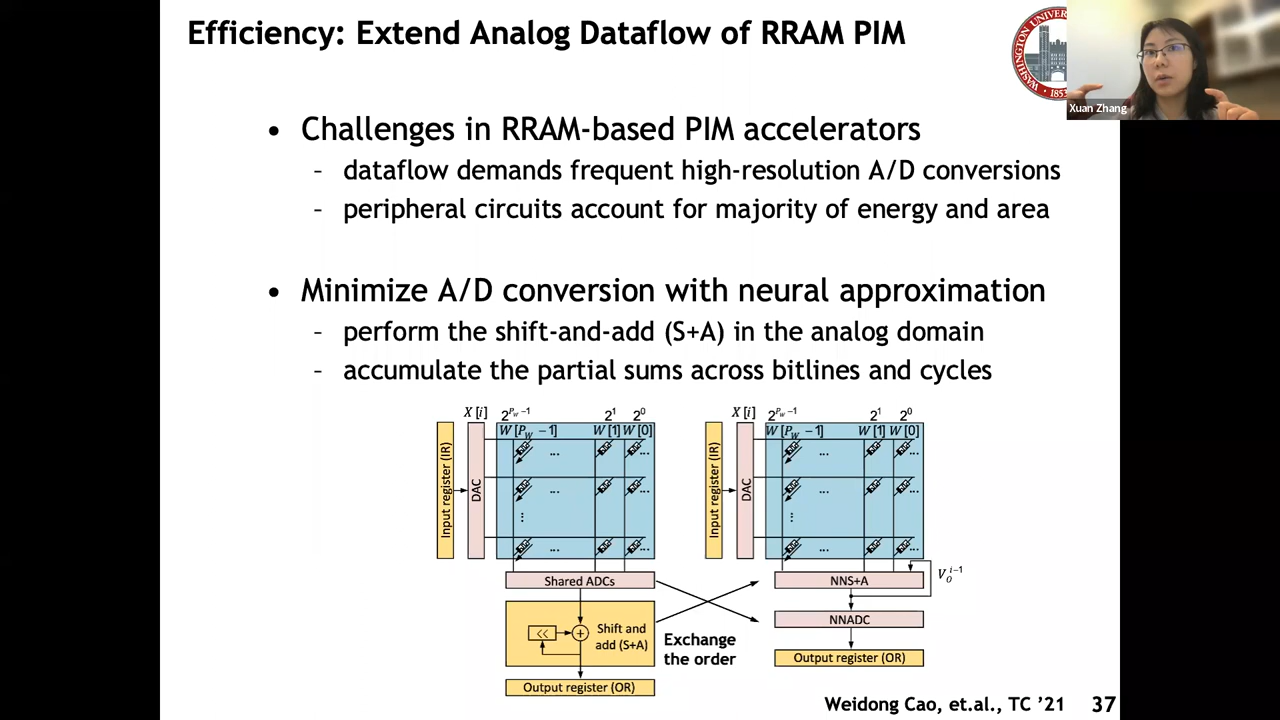 Efficiency: Extend Analog Dataflow of RRAM PIM
WASHINGTON UNIVER
1853
Xuan Zhang
• Challenges in RRAM-based PIM accelerators
– dataflow demands frequent high-resolution A/D conversions
– peripheral circuits account for majority of energy and area
• Minimize A/D conversion with neural approximation
– perform the shift-and-add (S+A) in the analog domain
– accumulate the partial sums across bitlines and cycles
X[i] 2^{P_W−1} 2^1 2^0
W[P_W − 1] W[1] W[0]
Input register (IR)
DAC
... ...
... ...
⋮
... ...
Shared ADCs
<< + Shift and
add (S+A)
Output register (OR)
Exchange
the order
X[i] 2^{P_W−1} 2^1 2^0
W[P_W − 1] W[1] W[0]
Input register (IR)
DAC
... ...
... ...
⋮
... ...
NNS+A
V_O^{i−1}
NNADC
Output register (OR)
Weidong Cao, et.al., TC ’21 37